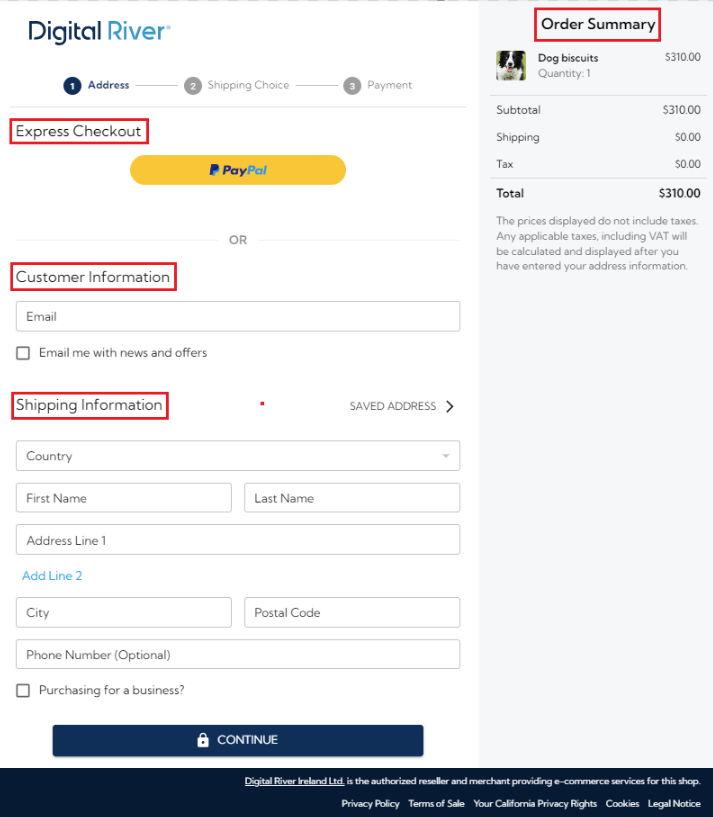 Digital River
1 Address
2 Shipping Choice
3 Payment
Express Checkout
PayPal
OR
Customer Information
Email
Email me with news and offers
Shipping Information
SAVED ADDRESS
Country
First Name
Last Name
Address Line 1
Add Line 2
City
Postal Code
Phone Number (Optional)
Purchasing for a business?
CONTINUE
Order Summary
Dog biscuits $310.00
Quantity: 1
Subtotal $310.00
Shipping $0.00
Tax $0.00
Total $310.00
The prices displayed do not include taxes.
Any applicable taxes, including VAT will
be calculated and displayed after you
have entered your address information.
Digital River Ireland Ltd. is the authorized reseller and merchant providing e-commerce services for this shop.
Privacy Policy Terms of Sale Your California Privacy Rights Cookies Legal Notice